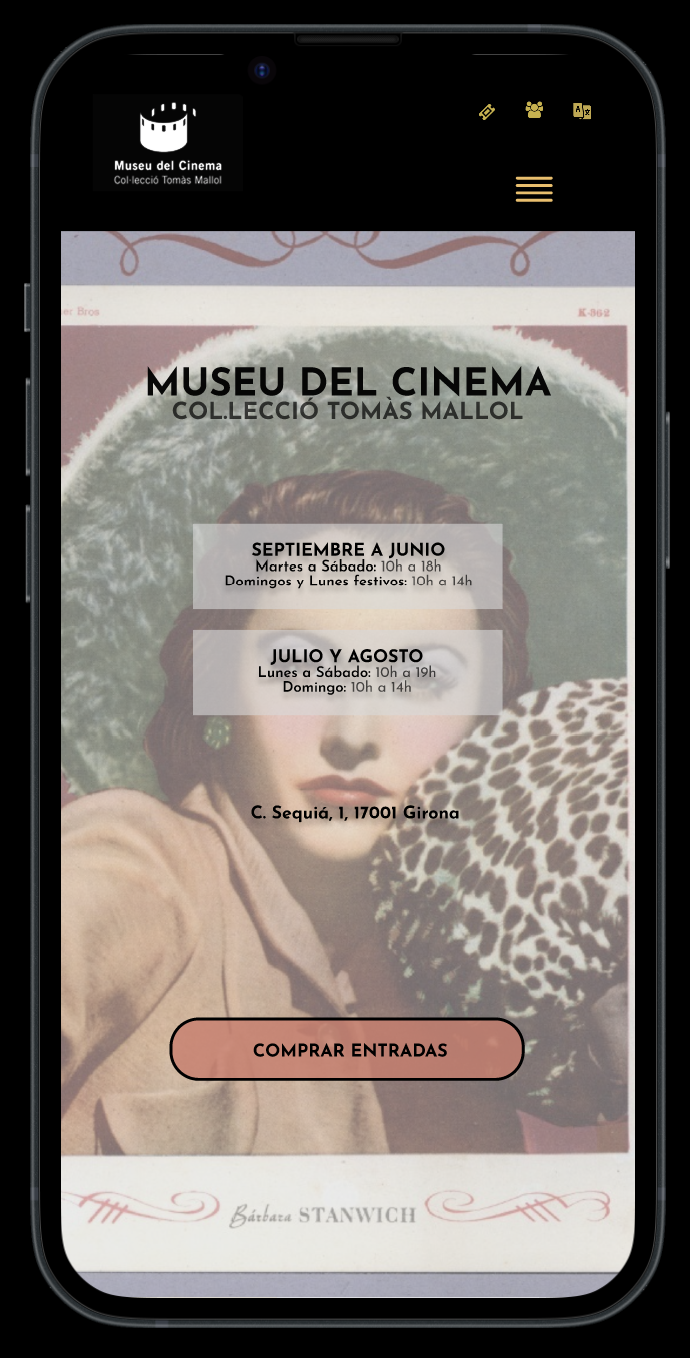 Museu del Cinema
Col·lecció Tomàs Mallol
er Bros
K-362
MUSEU DEL CINEMA
COL.LECCIÓ TOMÀS MALLOL
SEPTIEMBRE A JUNIO
Martes a Sábado: 10h a 18h
Domingos y Lunes festivos: 10h a 14h
JULIO Y AGOSTO
Lunes a Sábado: 10h a 19h
Domingo: 10h a 14h
C. Sequiá, 1, 17001 Girona
COMPRAR ENTRADAS
Bárbara STANWICH